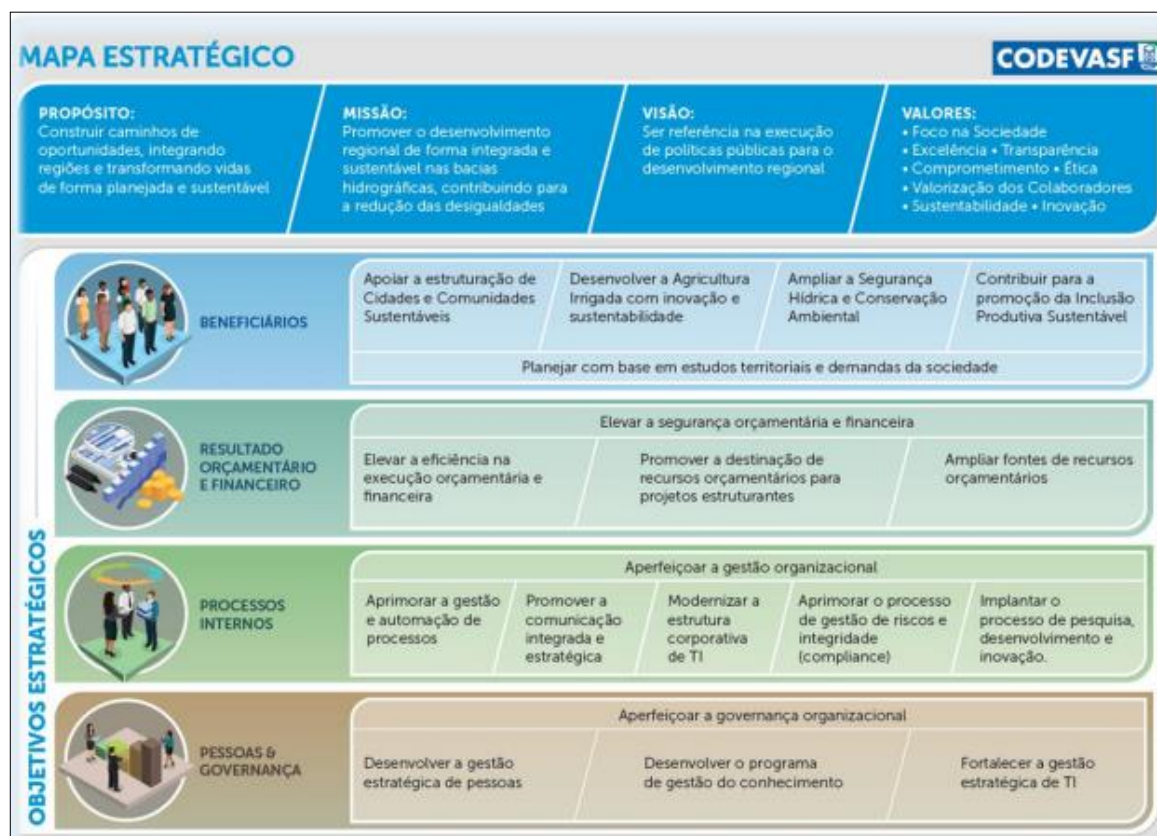 MAPA ESTRATÉGICO
CODEVASF
PROPÓSITO:
Construir caminhos de
oportunidades, integrando
regiões e transformando vidas
de forma planejada e sustentável
MISSÃO:
Promover o desenvolvimento
regional de forma integrada e
sustentável nas bacias
hidrográficas, contribuindo para
a redução das desigualdades
VISÃO:
Ser referência na execução
de políticas públicas para o
desenvolvimento regional
VALORES:
• Foco na Sociedade
• Excelência • Transparência
• Comprometimento • Ética
• Valorização dos Colaboradores
• Sustentabilidade • Inovação
OBJETIVOS ESTRATÉGICOS
BENEFICIÁRIOS
Apoiar a estruturação de
Cidades e Comunidades
Sustentáveis
Desenvolver a Agricultura
Irrigada com inovação e
sustentabilidade
Ampliar a Segurança
Hídrica e Conservação
Ambiental
Contribuir para a
promoção da Inclusão
Produtiva Sustentável
Planejar com base em estudos territoriais e demandas da sociedade
RESULTADO
ORÇAMENTÁRIO
E FINANCEIRO
Elevar a segurança orçamentária e financeira
Elevar a eficiência na
execução orçamentária e
financeira
Promover a destinação de
recursos orçamentários para
projetos estruturantes
Ampliar fontes de recursos
orçamentários
PROCESSOS
INTERNOS
Aperfeiçoar a gestão organizacional
Aprimorar a gestão
e automação de
processos
Promover a
comunicação
integrada e
estratégica
Modernizar a
estrutura
corporativa
de TI
Aprimorar o processo
de gestão de riscos e
integridade
(compliance)
Implantar o
processo de pesquisa,
desenvolvimento e
inovação.
PESSOAS &
GOVERNANÇA
Aperfeiçoar a governança organizacional
Desenvolver a gestão
estratégica de pessoas
Desenvolver o programa
de gestão do conhecimento
Fortalecer a gestão
estratégica de TI